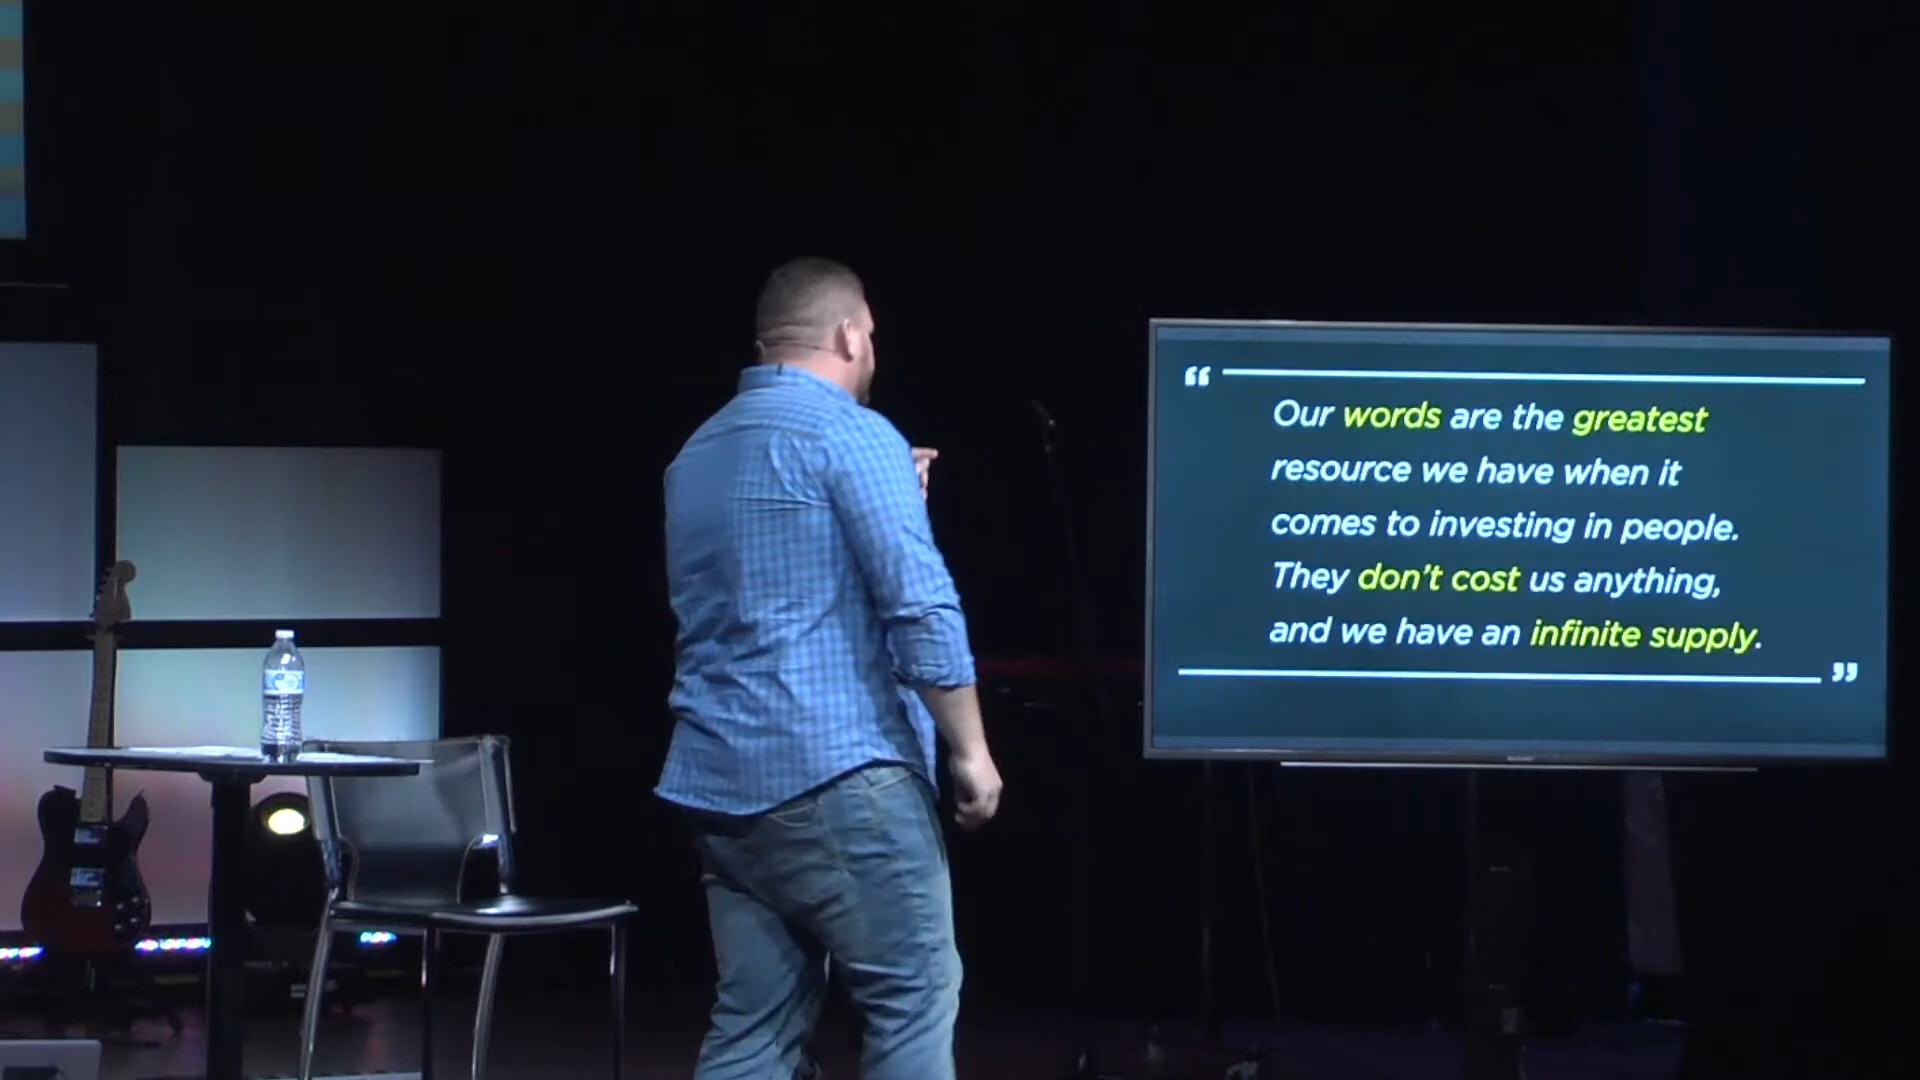 “
Our words are the greatest
resource we have when it
comes to investing in people.
They don’t cost us anything,
and we have an infinite supply.
”